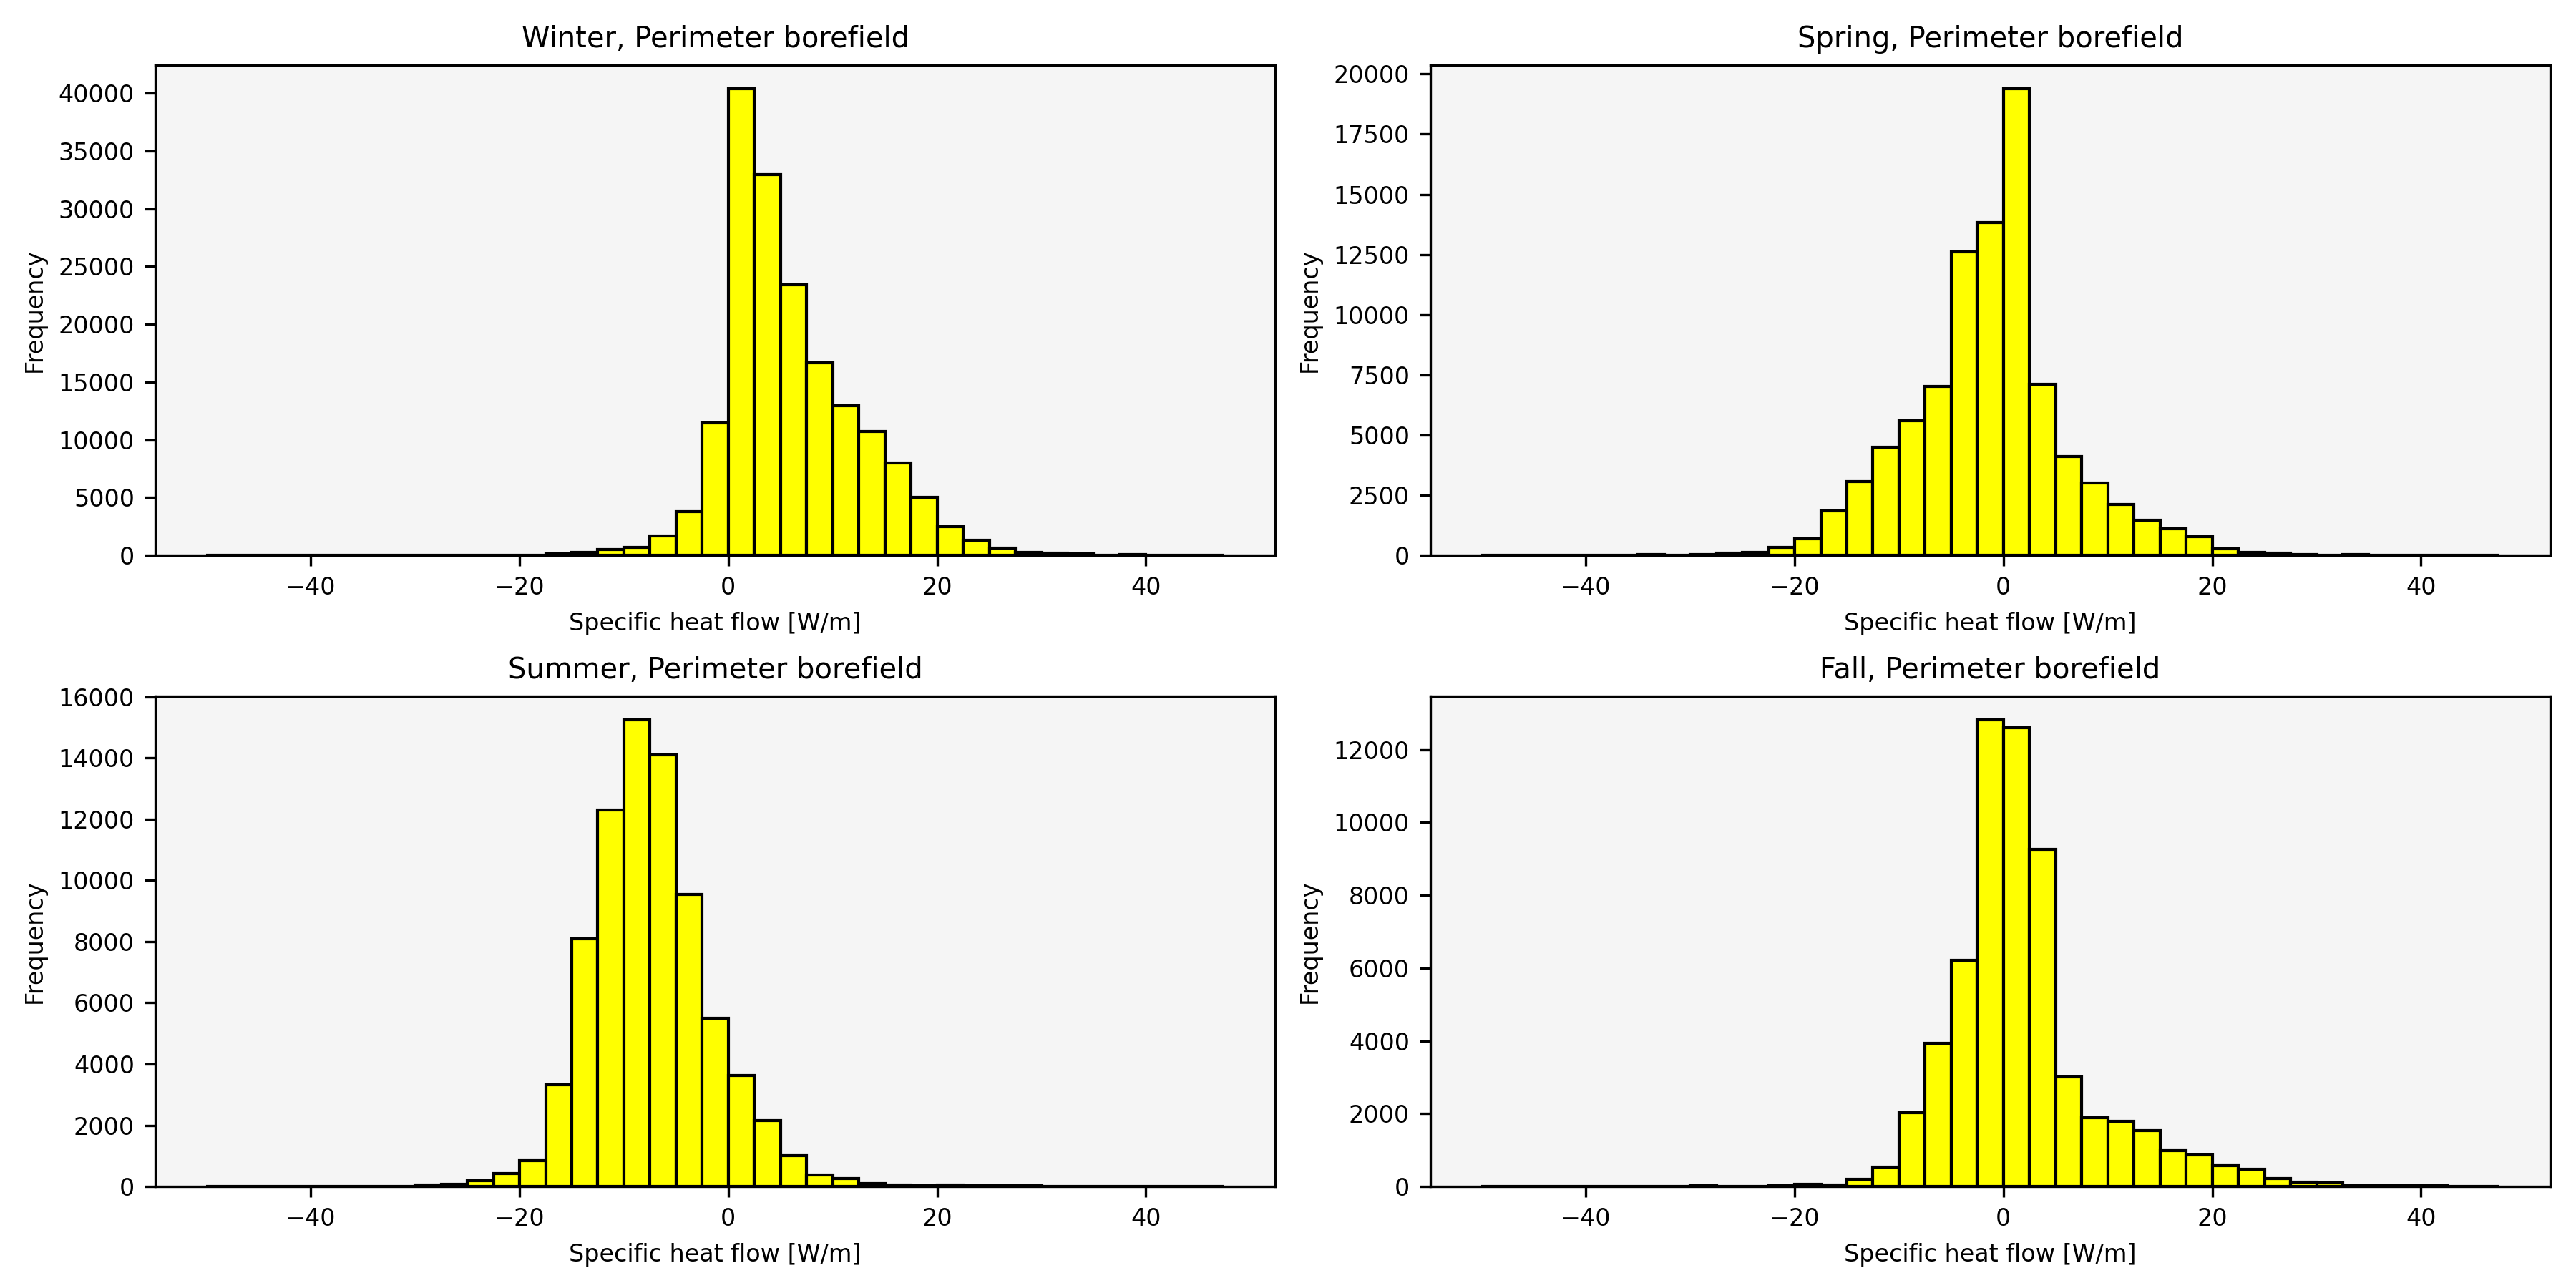 Winter, Perimeter borefield
Frequency
40000
35000
30000
25000
20000
15000
10000
5000
0
−40 −20 0 20 40
Specific heat flow [W/m]
Spring, Perimeter borefield
Frequency
20000
17500
15000
12500
10000
7500
5000
2500
0
−40 −20 0 20 40
Specific heat flow [W/m]
Summer, Perimeter borefield
Frequency
16000
14000
12000
10000
8000
6000
4000
2000
0
−40 −20 0 20 40
Specific heat flow [W/m]
Fall, Perimeter borefield
Frequency
12000
10000
8000
6000
4000
2000
0
−40 −20 0 20 40
Specific heat flow [W/m]